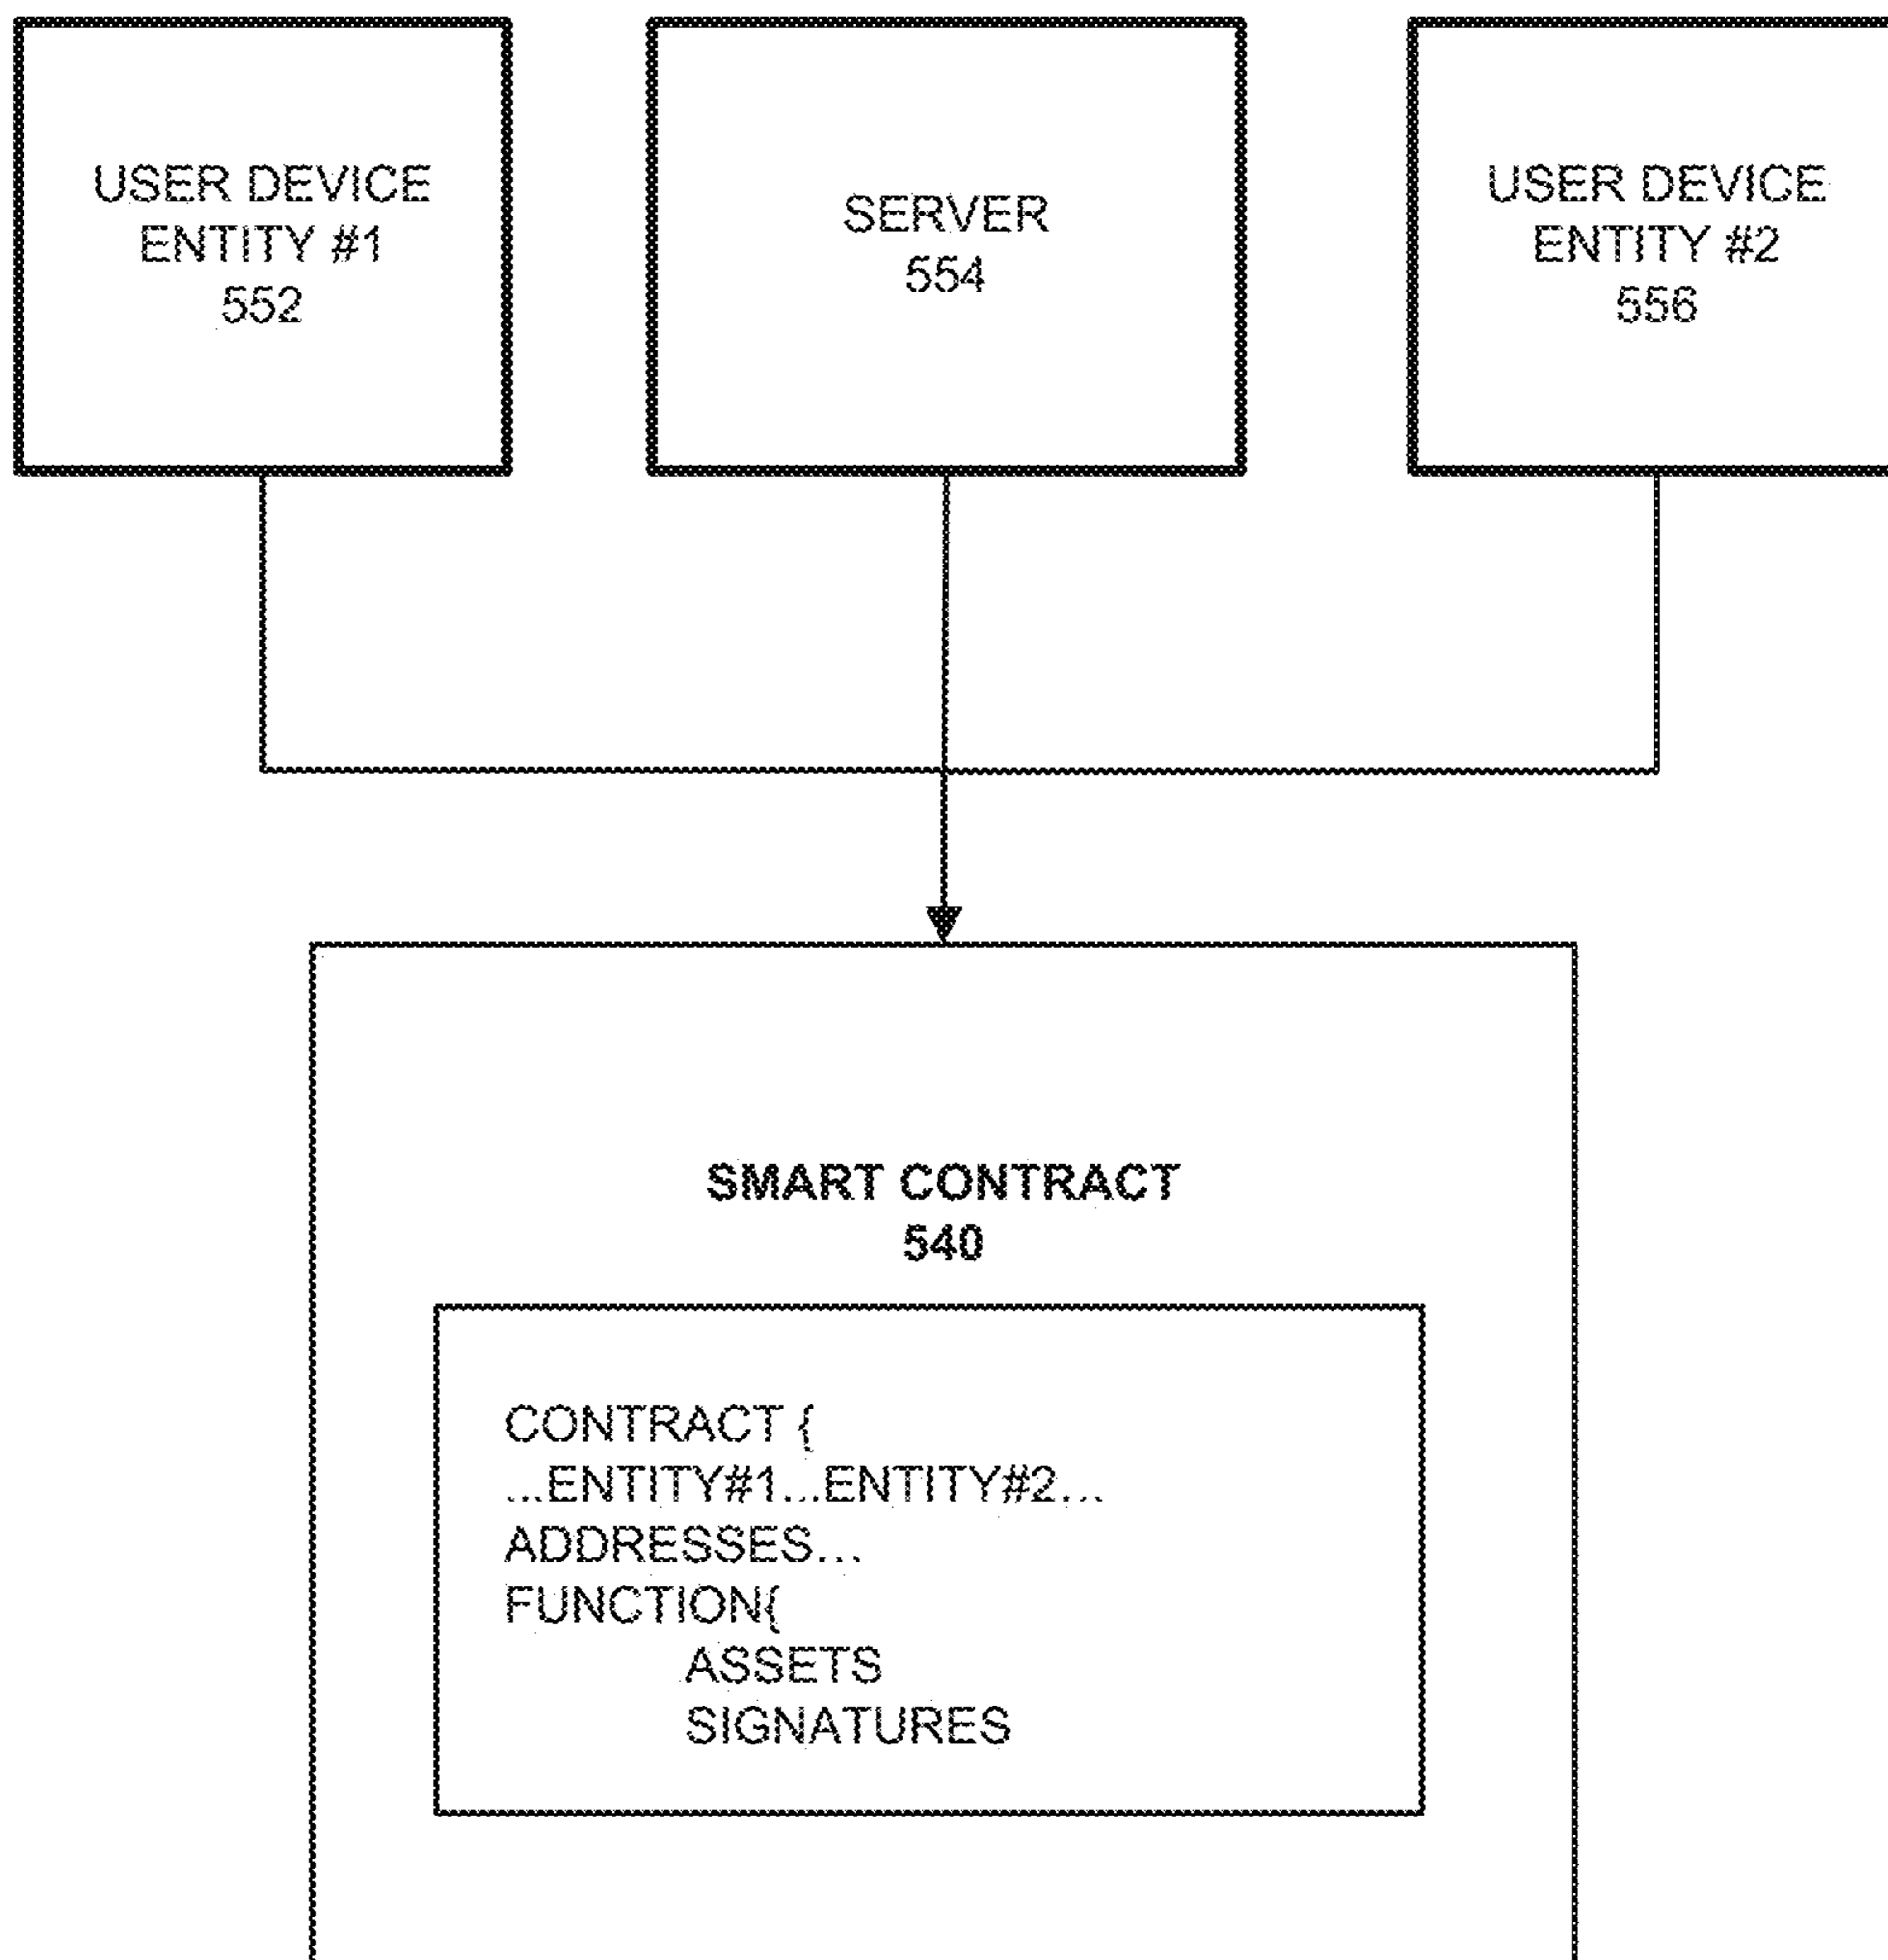 USER DEVICE
ENTITY #1
552
SERVER
554
USER DEVICE
ENTITY #2
556
SMART CONTRACT
540
CONTRACT {
...ENTITY#1...ENTITY#2...
ADDRESSES...
FUNCTION{
ASSETS
SIGNATURES